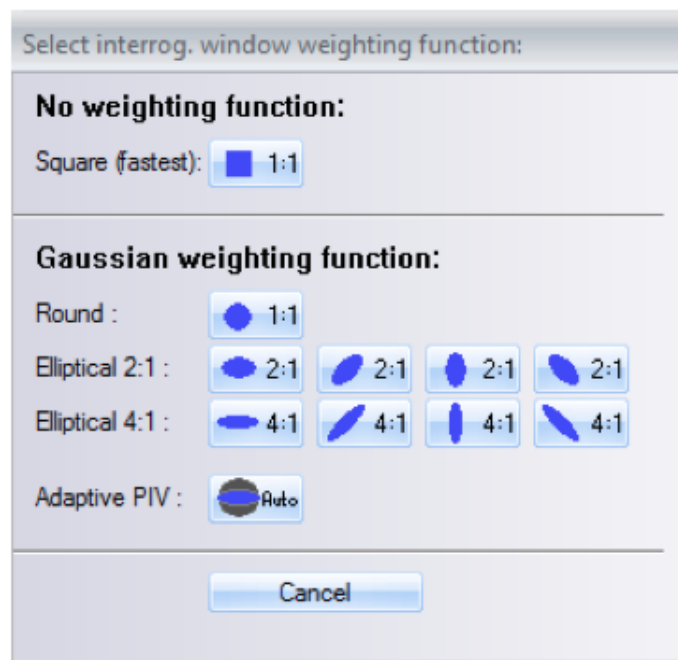 Select interrog. window weighting function:
No weighting function:
Square (fastest): 1:1
Gaussian weighting function:
Round : 1:1
Elliptical 2:1 : 2:1 2:1 2:1 2:1
Elliptical 4:1 : 4:1 4:1 4:1 4:1
Adaptive PIV : Auto
Cancel